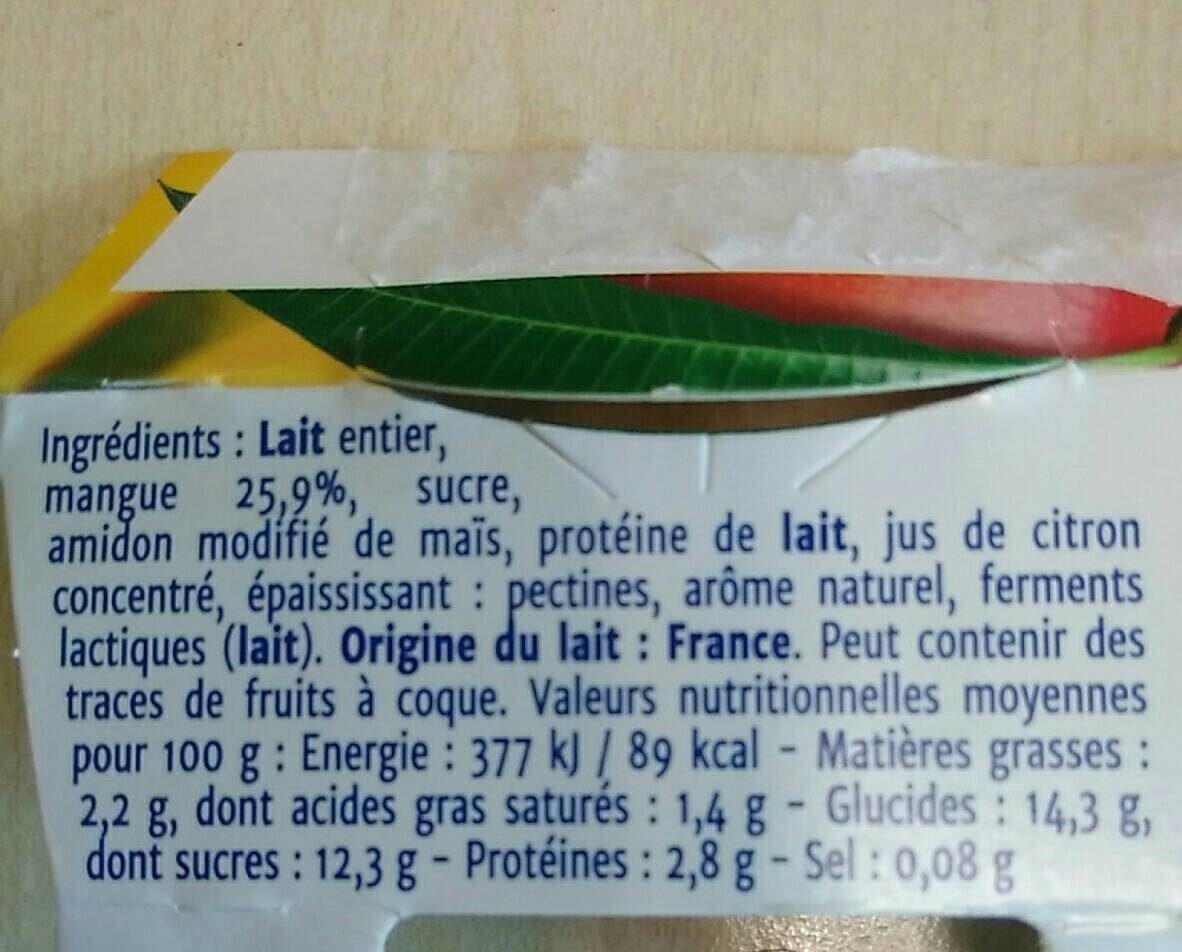 Ingrédients : Lait entier,
mangue 25,9%, sucre,
amidon modifié de maïs, protéine de lait, jus de citron
concentré, épaississant : pectines, arôme naturel, ferments
lactiques (lait). Origine du lait : France. Peut contenir des
traces de fruits à coque. Valeurs nutritionnelles moyennes
pour 100 g : Energie : 377 kJ / 89 kcal - Matières grasses :
2,2 g, dont acides gras saturés : 1,4 g - Glucides : 14,3 g,
dont sucres : 12,3 g - Protéines : 2,8 g - Sel : 0,08 g